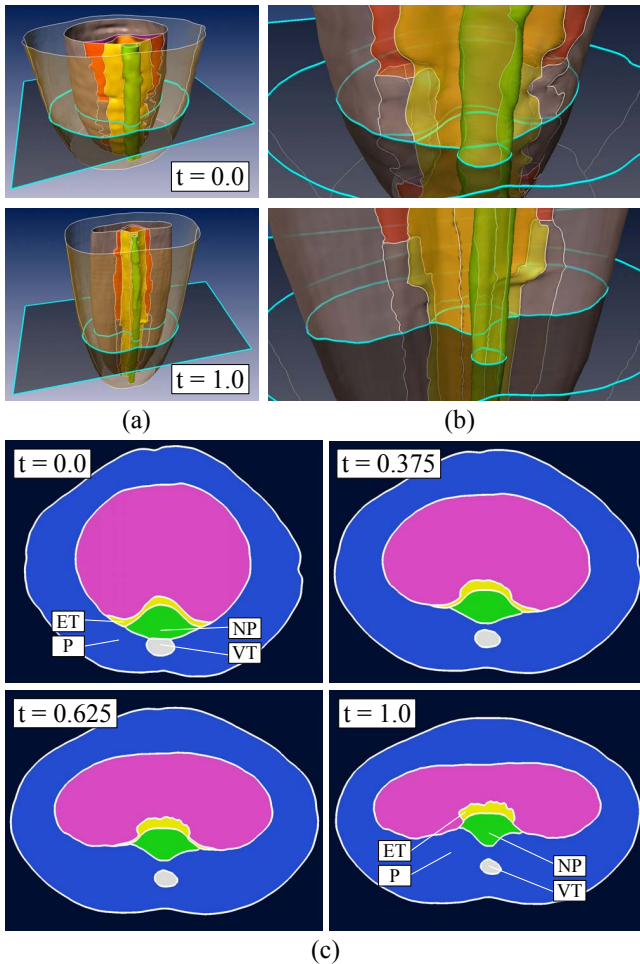 t = 0.0
t = 1.0
(a)
(b)
t = 0.0
ET
P
NP
VT
t = 0.375
t = 0.625
t = 1.0
ET
P
NP
VT
(c)